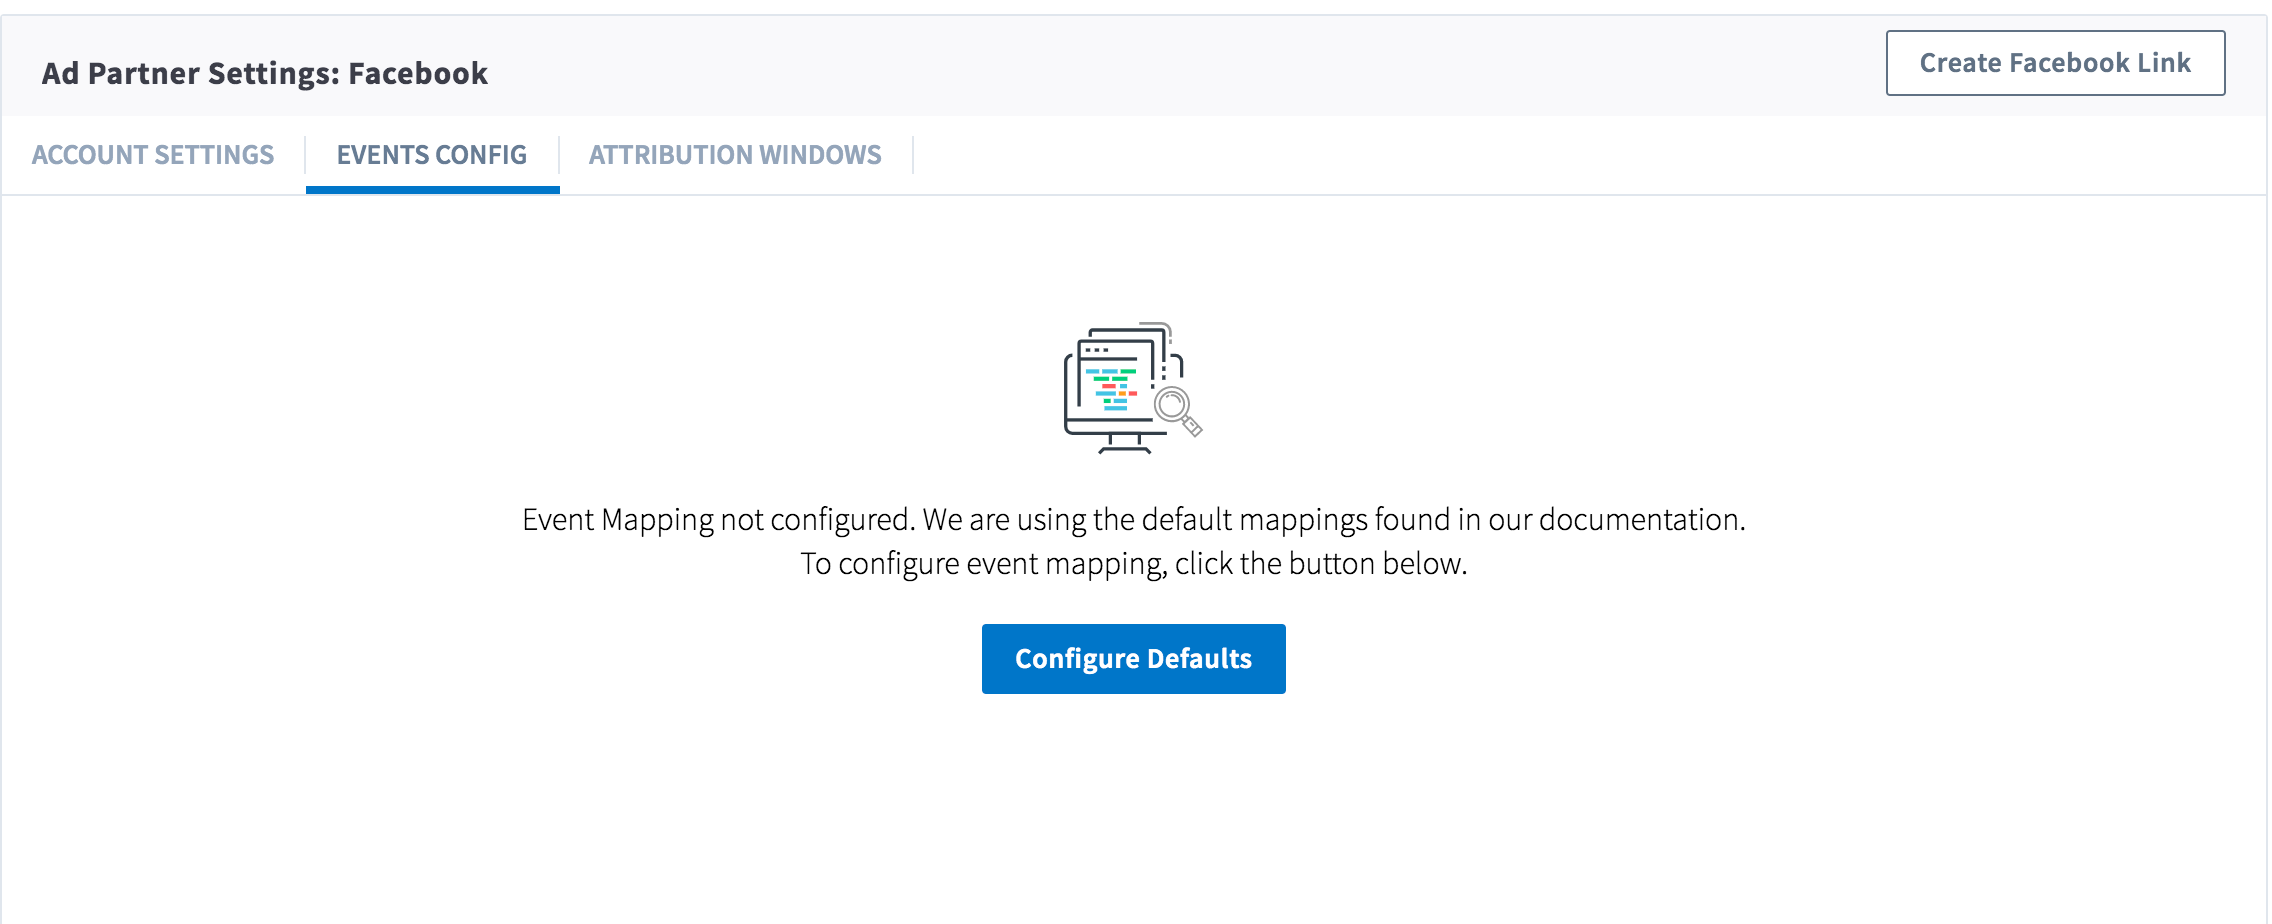 Ad Partner Settings: Facebook
Create Facebook Link
ACCOUNT SETTINGS
EVENTS CONFIG
ATTRIBUTION WINDOWS
Event Mapping not configured. We are using the default mappings found in our documentation.
To configure event mapping, click the button below.
Configure Defaults